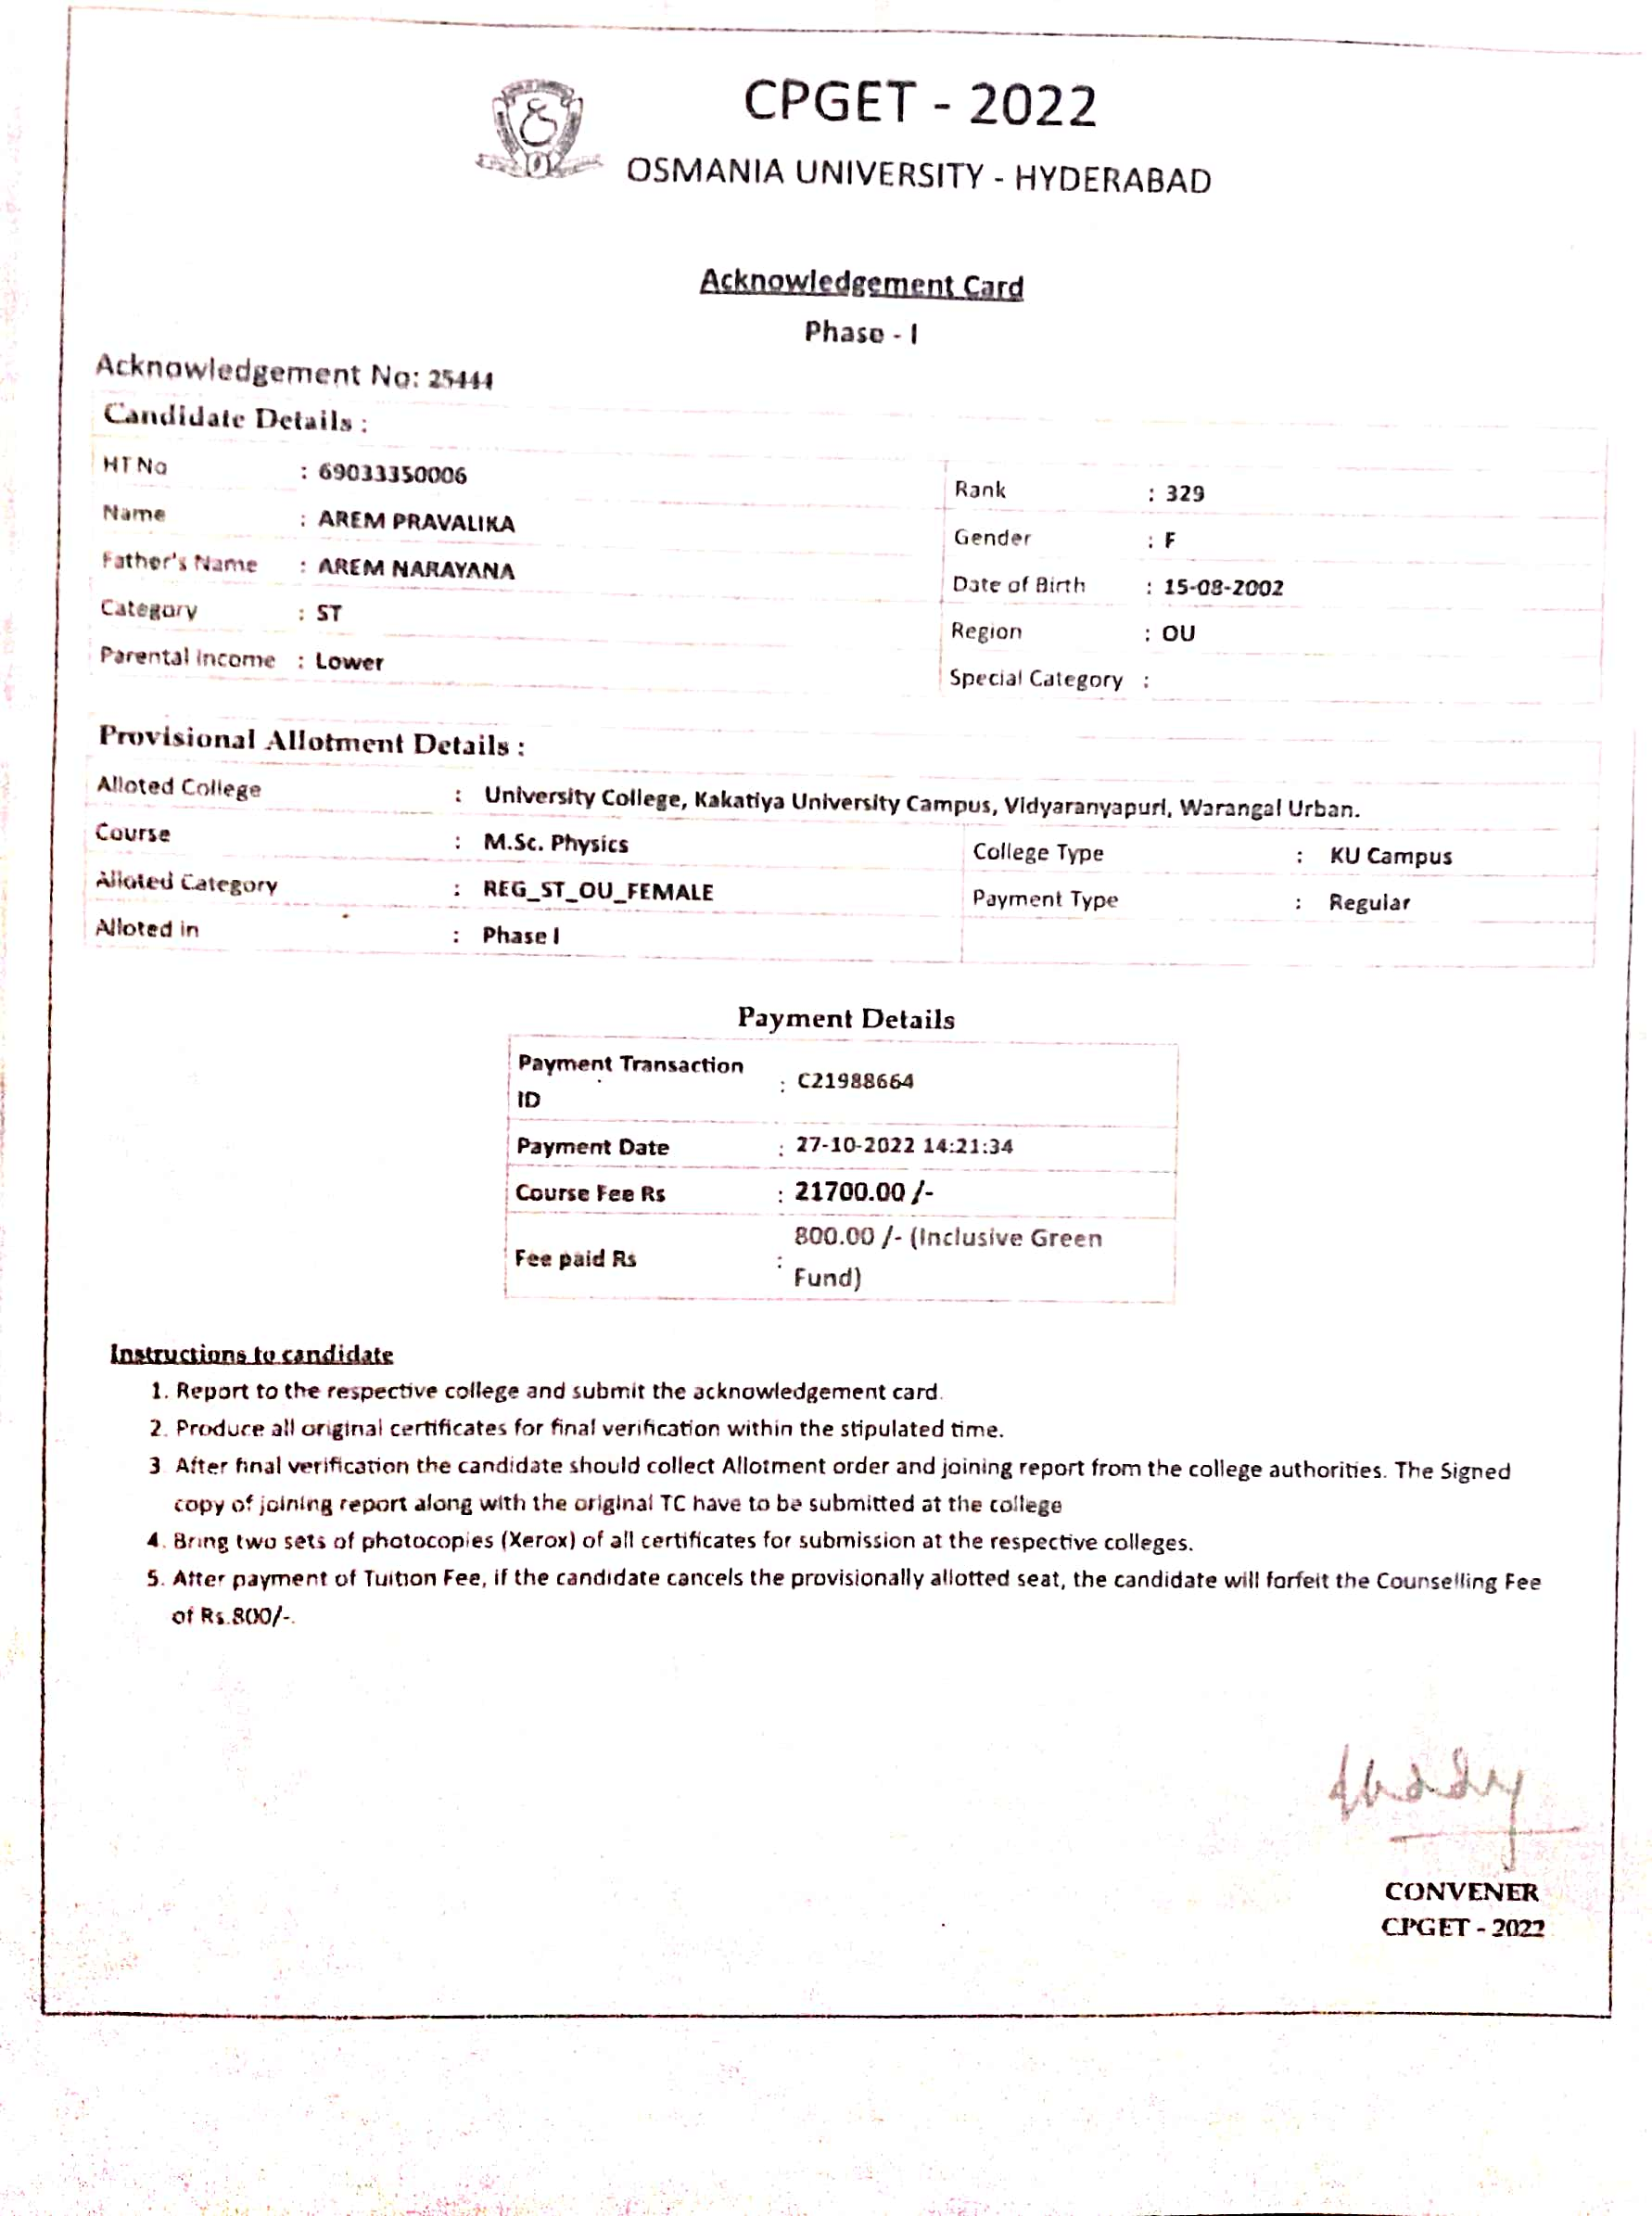 CPGET - 2022
OSMANIA UNIVERSITY - HYDERABAD
Acknowledgement Card
Phase - I
Acknowledgement No: 25444
Candidate Details :
HT No : 69033350006
Rank : 329
Name : AREM PRAVALIKA
Gender : F
Father's Name : AREM NARAYANA
Date of Birth : 15-08-2002
Category : ST
Region : OU
Parental Income : Lower
Special Category :
Provisional Allotment Details :
Alloted College : University College, Kakatiya University Campus, Vidyaranyapuri, Warangal Urban.
Course : M.Sc. Physics
College Type : KU Campus
Alloted Category : REG_ST_OU_FEMALE
Payment Type : Regular
Alloted in : Phase I
Payment Details
Payment Transaction
ID : C21988664
Payment Date : 27-10-2022 14:21:34
Course Fee Rs : 21700.00 /-
Fee paid Rs : 800.00 /- (Inclusive Green
Fund)
Instructions to candidate
1. Report to the respective college and submit the acknowledgement card.
2. Produce all original certificates for final verification within the stipulated time.
3 After final verification the candidate should collect Allotment order and joining report from the college authorities. The Signed
copy of joining report along with the original TC have to be submitted at the college
4. Bring two sets of photocopies (Xerox) of all certificates for submission at the respective colleges.
5. After payment of Tuition Fee, if the candidate cancels the provisionally allotted seat, the candidate will forfeit the Counselling Fee
of Rs.800/-.
CONVENER
CPGET - 2022